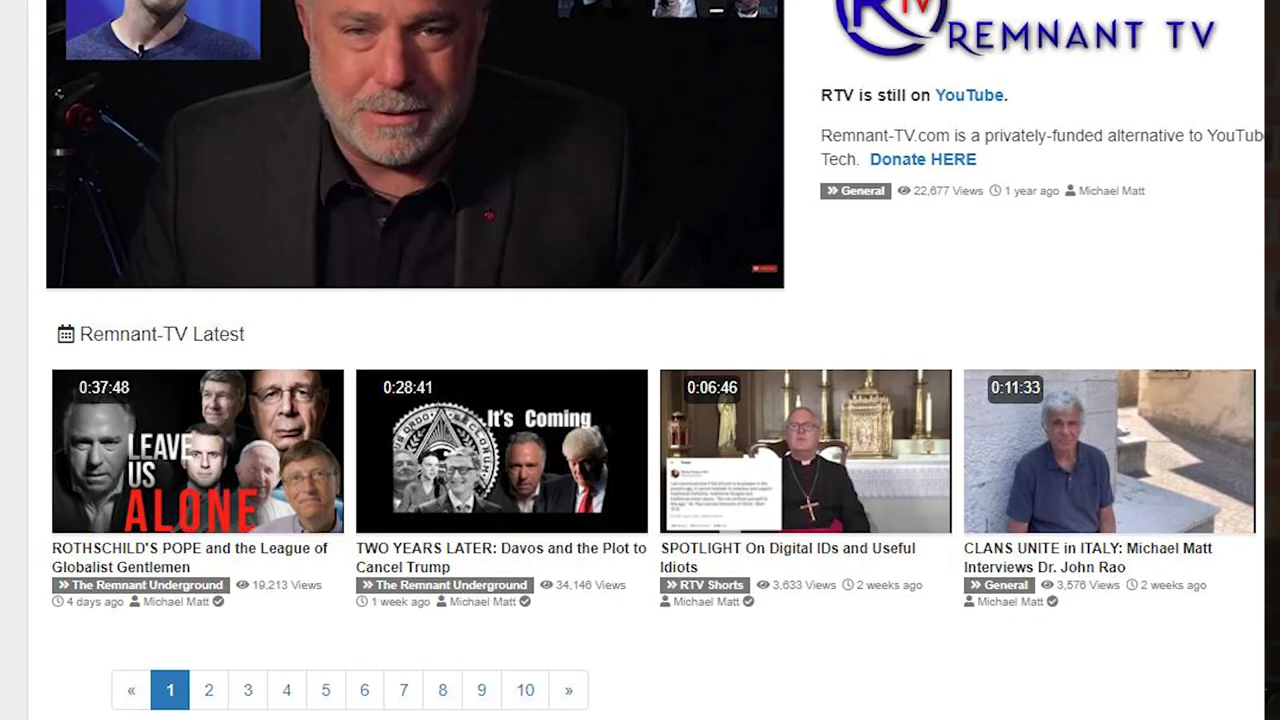 TV
REMNANT TV
RTV is still on YouTube.
Remnant-TV.com is a privately-funded alternative to YouTub
Tech. Donate HERE
General 22,677 Views 1 year ago Michael Matt
Remnant-TV Latest
0:37:48
LEAVE
US
ALONE
ROTHSCHILD'S POPE and the League of
Globalist Gentlemen
The Remnant Underground 19,213 Views
4 days ago Michael Matt
0:28:41
It's Coming
TWO YEARS LATER: Davos and the Plot to
Cancel Trump
The Remnant Underground 34,146 Views
1 week ago Michael Matt
0:06:46
SPOTLIGHT On Digital IDs and Useful
Idiots
RTV Shorts 3,633 Views 2 weeks ago
Michael Matt
0:11:33
CLANS UNITE in ITALY: Michael Matt
Interviews Dr. John Rao
General 3,576 Views 2 weeks ago
Michael Matt
« 1 2 3 4 5 6 7 8 9 10 »